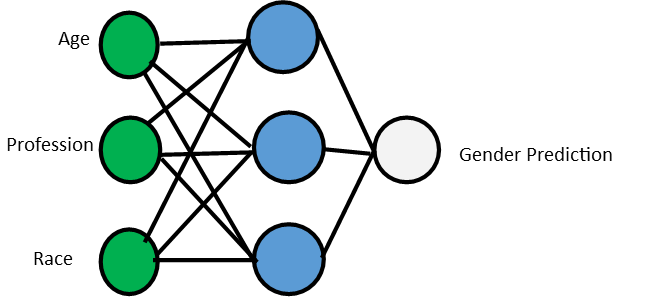 Age
Profession
Gender Prediction
Race